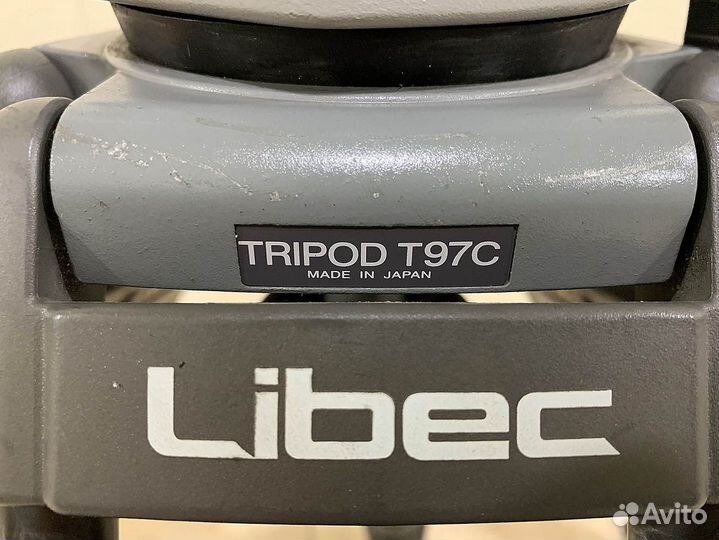 TRIPOD T97C
MADE IN JAPAN
Libec
Avito